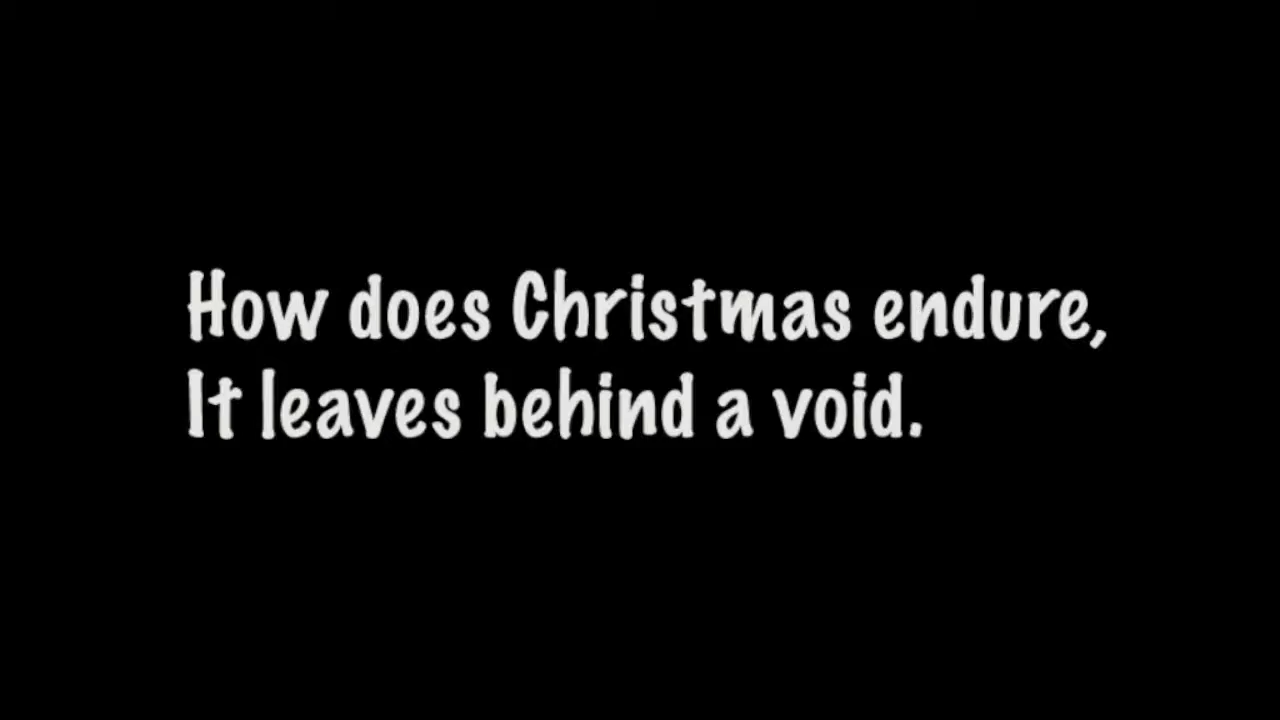 How does Christmas endure,
It leaves behind a void.